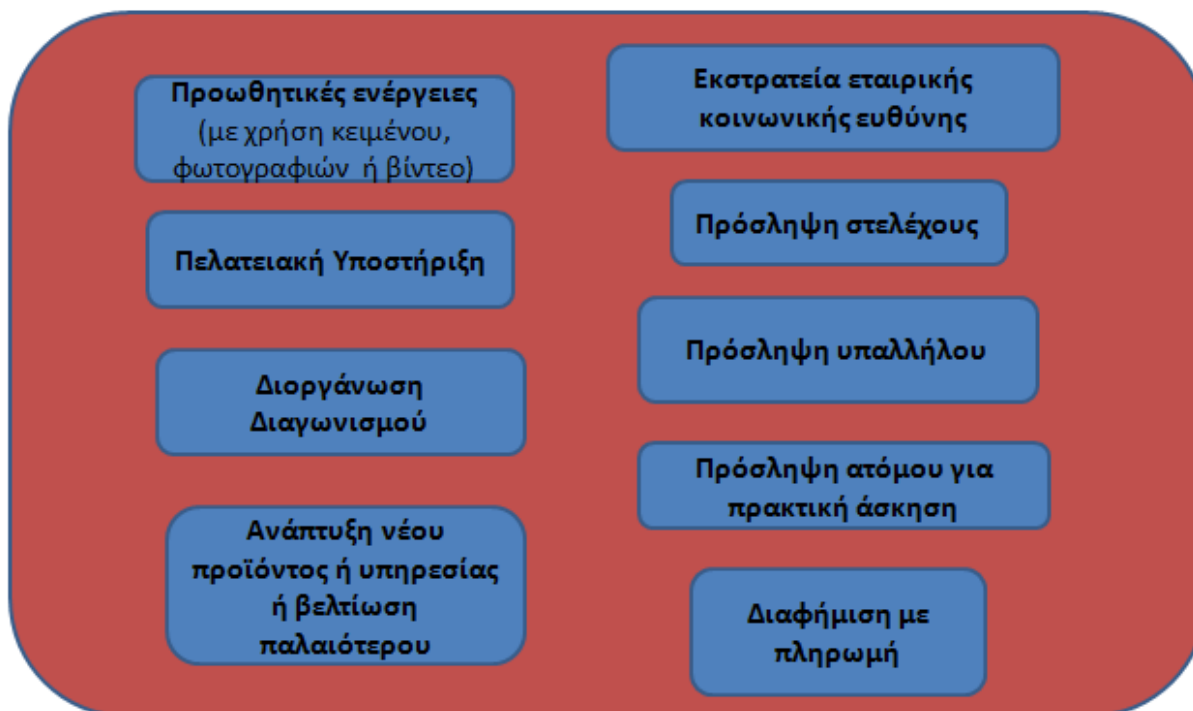 Προωθητικές ενέργειες
(με χρήση κειμένου,
φωτογραφιών ή βίντεο)
Πελατειακή Υποστήριξη
Διοργάνωση
Διαγωνισμού
Ανάπτυξη νέου
προϊόντος ή υπηρεσίας
ή βελτίωση
παλαιότερου
Εκστρατεία εταιρικής
κοινωνικής ευθύνης
Πρόσληψη στελέχους
Πρόσληψη υπαλλήλου
Πρόσληψη ατόμου για
πρακτική άσκηση
Διαφήμιση με
πληρωμή